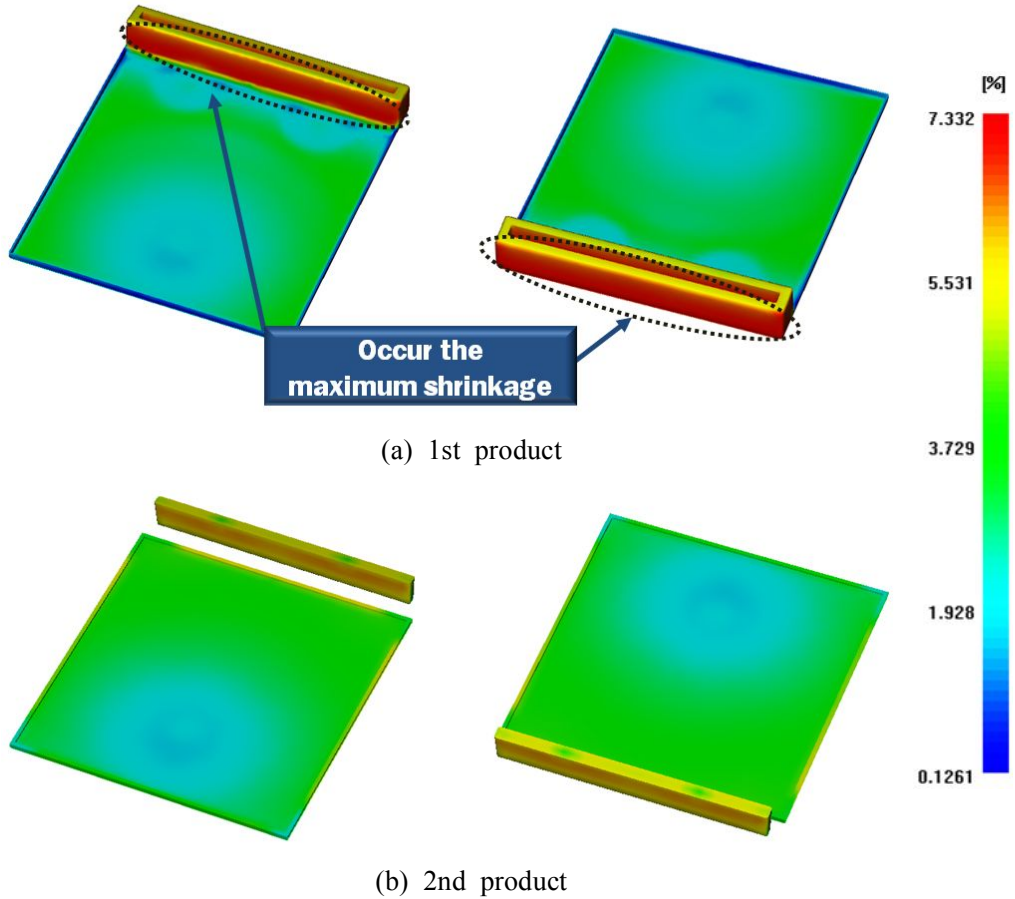 [%]
7.332
5.531
3.729
1.928
0.1261
Occur the
maximum shrinkage
(a) 1st product
(b) 2nd product